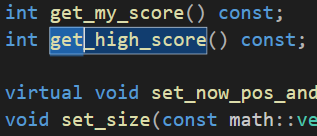 int get_my_score() const;
int get_high_score() const;
virtual void set_now_pos_and
void set_size(const math::ve